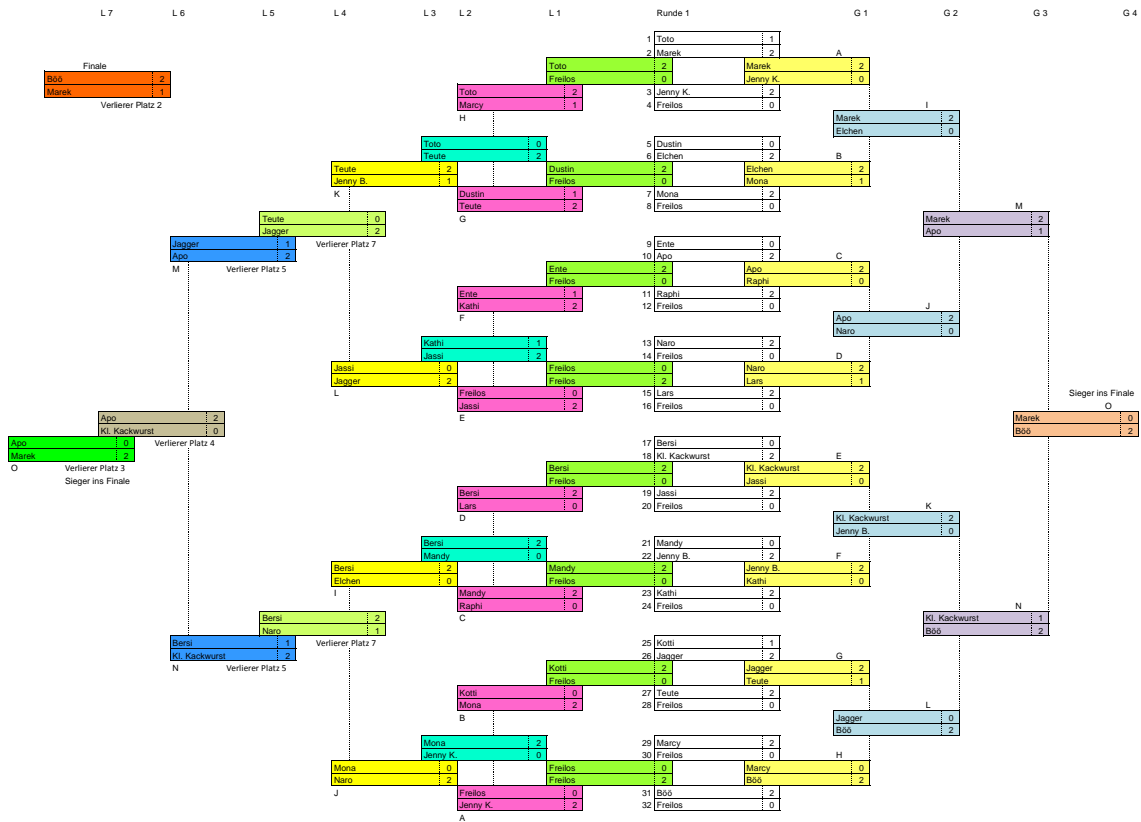 L 7 L 6 L 5 L 4 L 3 L 2 L 1 Runde 1 G 1 G 2 G 3 G 4
1 Toto 1
2 Marek 2 A
Finale Toto 2 Marek 2
Böö 2 Freilos 0 Jenny K. 0
Marek 1 Toto 2 3 Jenny K. 2
Verlierer Platz 2 Marcy 1 4 Freilos 0 I
H Marek 2
Elchen 0
Toto 0 5 Dustin 0
Teute 2 6 Elchen 2 B
Teute 2 Dustin 2 Elchen 2
Jenny B. 1 Freilos 0 Mona 1
K Dustin 1 7 Mona 2
Teute 2 8 Freilos 0 M
Teute 0 G Marek 2
Jagger 2 Apo 1
Jagger 1 Verlierer Platz 7 9 Ente 0
Apo 2 10 Apo 2 C
M Verlierer Platz 5 Ente 2 Apo 2
Freilos 0 Raphi 0
Ente 1 11 Raphi 2
Kathi 2 12 Freilos 0 J
F Apo 2
Naro 0
Kathi 1 13 Naro 2
Jassi 2 14 Freilos 0 D
Jassi 0 Freilos 0 Naro 2
Jagger 2 Freilos 2 Lars 1
L Freilos 0 15 Lars 2 Sieger ins Finale
Jassi 2 16 Freilos 0 O
Apo 2 E Marek 0
Kl. Kackwurst 0 Böö 2
Apo 0 Verlierer Platz 4 17 Bersi 0
Marek 2 18 Kl. Kackwurst 2 E
O Verlierer Platz 3 Bersi 2 Kl. Kackwurst 2
Sieger ins Finale Freilos 0 Jassi 0
Bersi 2 19 Jassi 2
Lars 0 20 Freilos 0 K
D Kl. Kackwurst 2
Jenny B. 0
Bersi 2 21 Mandy 0
Mandy 0 22 Jenny B. 2 F
Bersi 2 Mandy 2 Jenny B. 2
Elchen 0 Freilos 0 Kathi 0
I Mandy 2 23 Kathi 2
Raphi 0 24 Freilos 0 N
Bersi 2 C Kl. Kackwurst 1
Naro 1 Böö 2
Bersi 1 Verlierer Platz 7 25 Kotti 1
Kl. Kackwurst 2 26 Jagger 2 G
N Verlierer Platz 5 Kotti 2 Jagger 2
Freilos 0 Teute 1
Kotti 0 27 Teute 2
Mona 2 28 Freilos 0 L
B Jagger 0
Böö 2
Mona 2 29 Marcy 2
Jenny K. 0 30 Freilos 0 H
Mona 0 Freilos 0 Marcy 0
Naro 2 Freilos 2 Böö 2
J Freilos 0 31 Böö 2
Jenny K. 2 32 Freilos 0
A